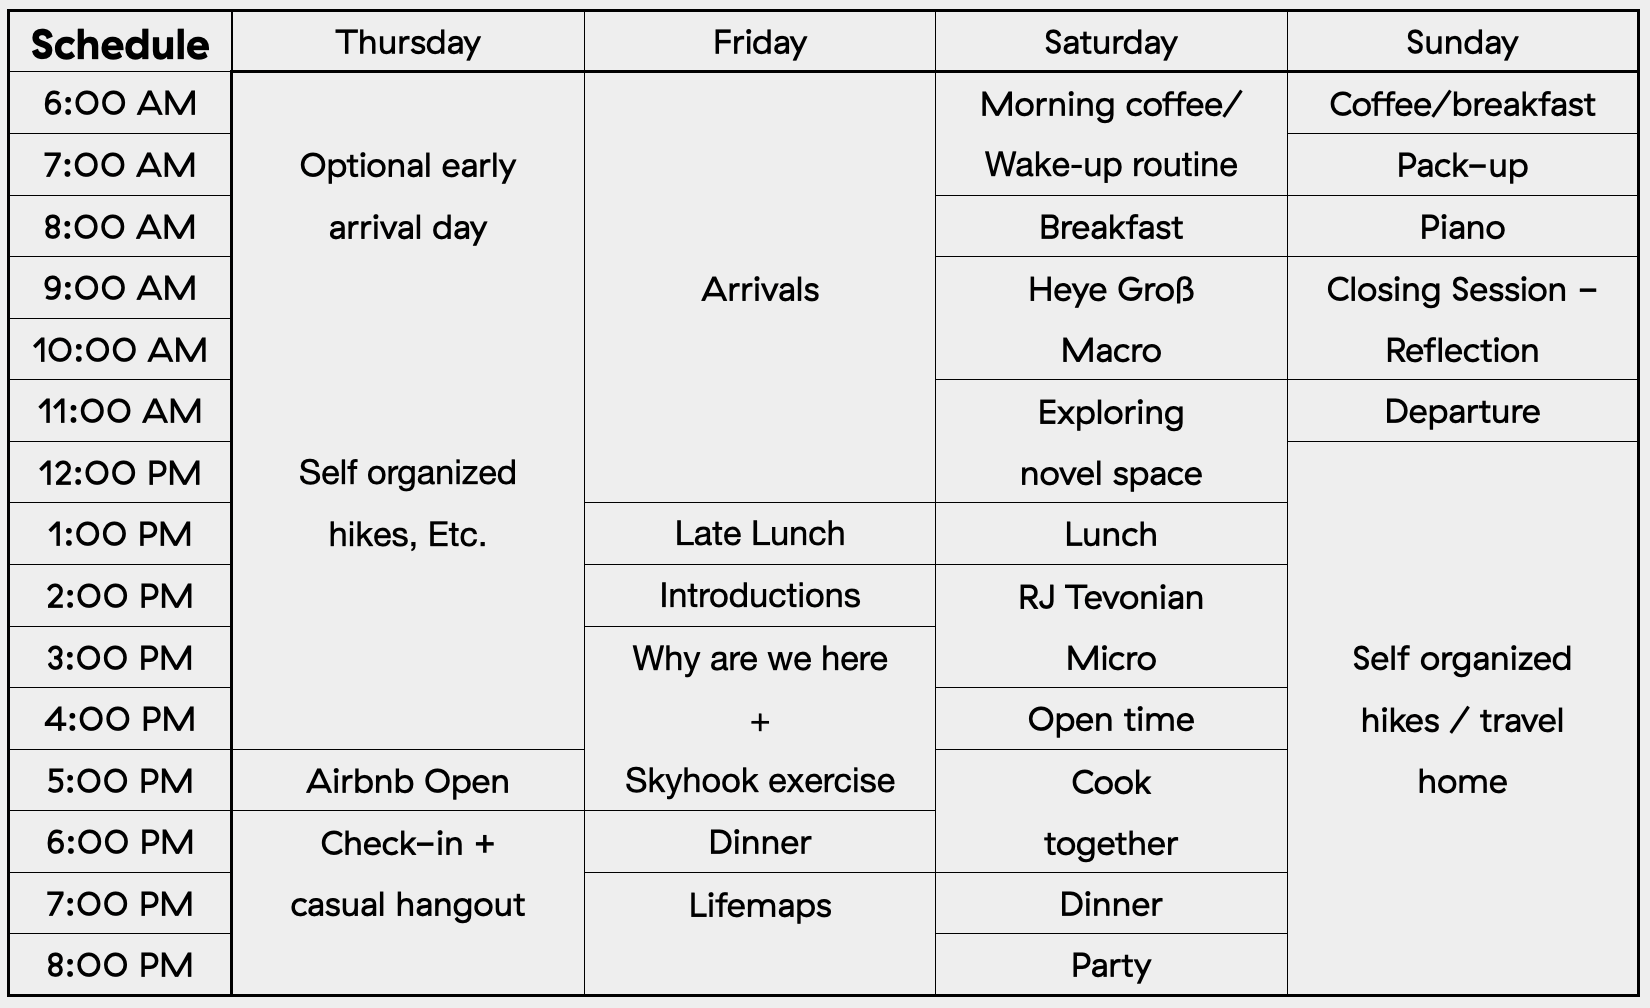 Schedule Thursday Friday Saturday Sunday
6:00 AM Morning coffee/ Coffee/breakfast
7:00 AM Optional early Wake-up routine Pack-up
8:00 AM arrival day Breakfast Piano
9:00 AM Arrivals Heye Groß Closing Session -
10:00 AM Macro Reflection
11:00 AM Exploring Departure
12:00 PM Self organized novel space
1:00 PM hikes, Etc. Late Lunch Lunch
2:00 PM Introductions RJ Tevonian
3:00 PM Why are we here Micro Self organized
4:00 PM + Open time hikes / travel
5:00 PM Airbnb Open Skyhook exercise Cook home
6:00 PM Check-in + Dinner together
7:00 PM casual hangout Lifemaps Dinner
8:00 PM Party